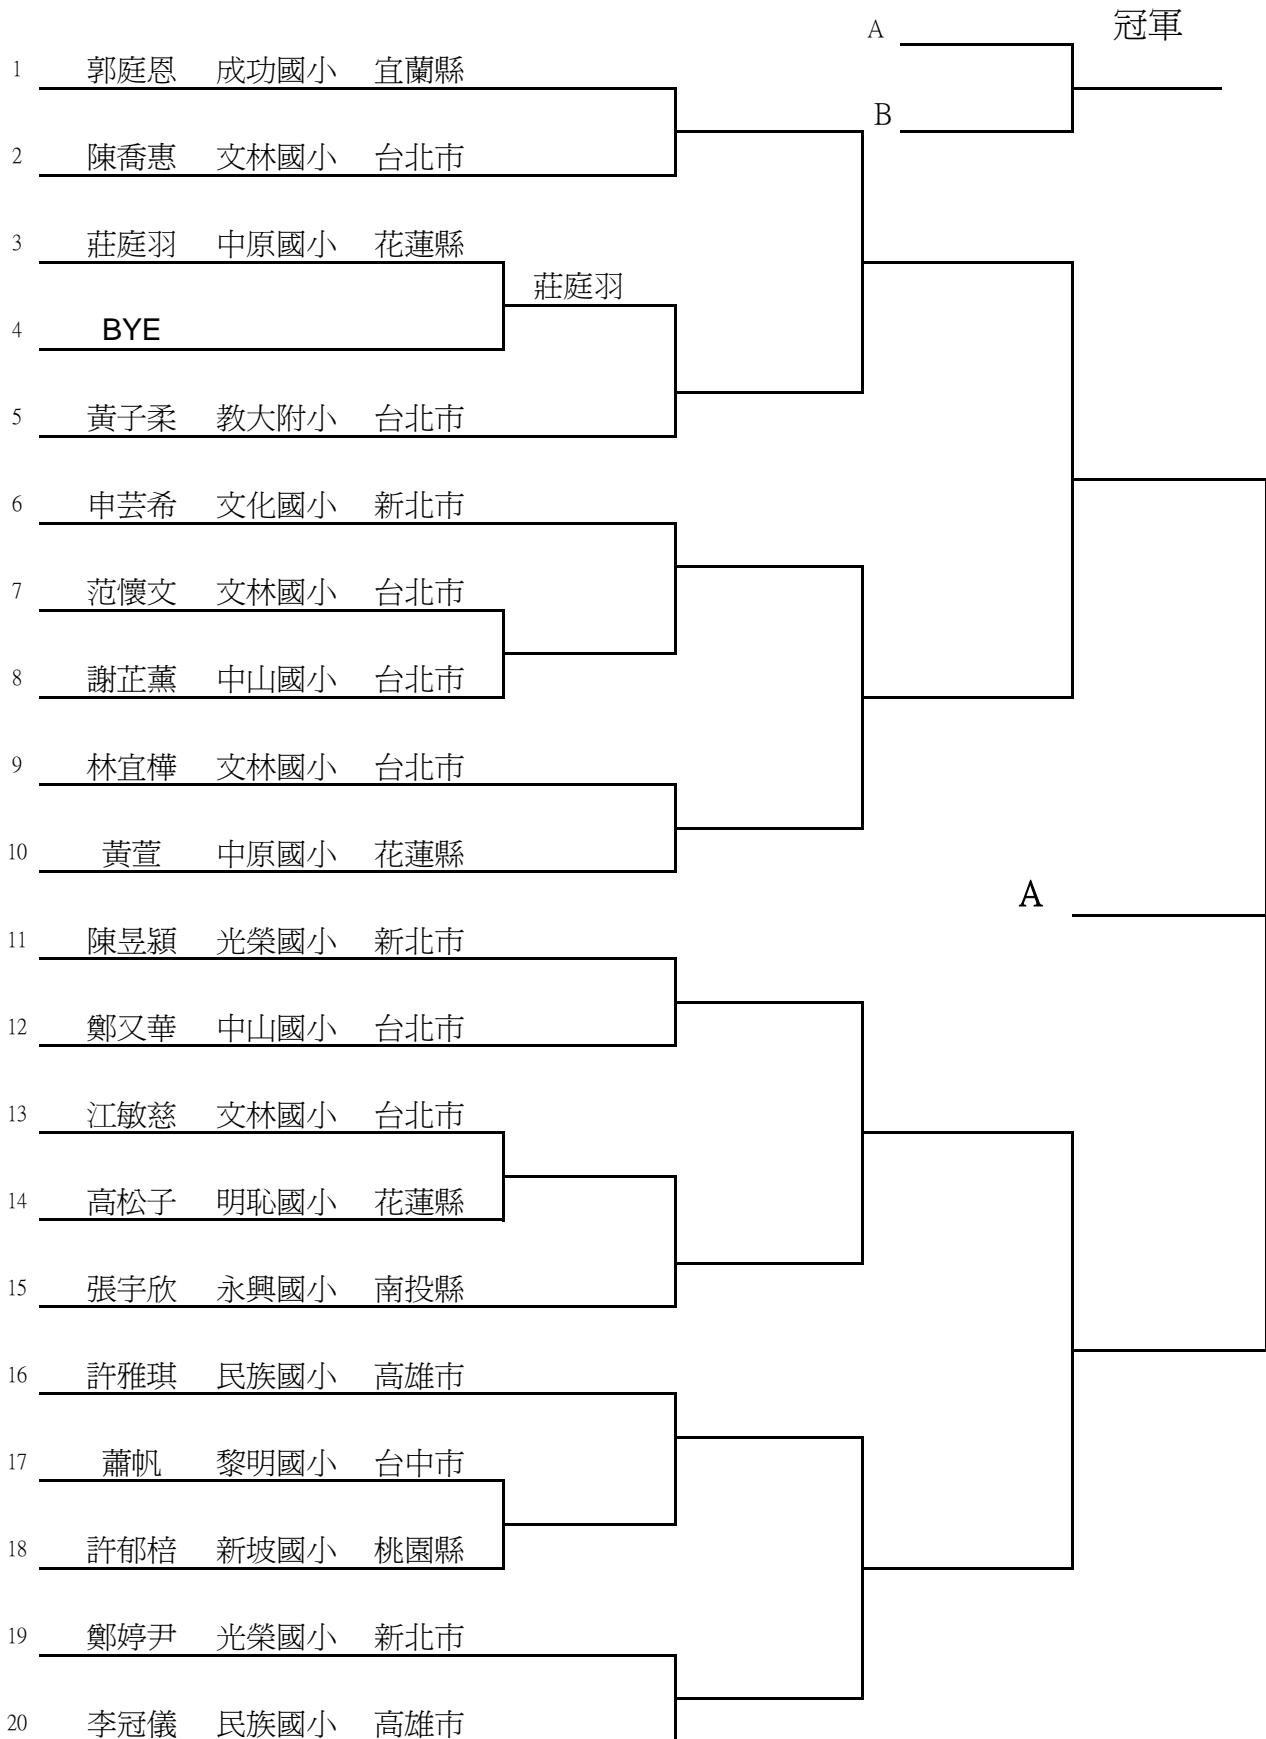 A 冠軍
1 郭庭恩 成功國小 宜蘭縣
B
2 陳喬惠 文林國小 台北市
3 莊庭羽 中原國小 花蓮縣
莊庭羽
4 BYE
5 黃子柔 教大附小 台北市
6 申芸希 文化國小 新北市
7 范懷文 文林國小 台北市
8 謝芷薰 中山國小 台北市
9 林宜樺 文林國小 台北市
10 黃萱 中原國小 花蓮縣
A
11 陳昱潁 光榮國小 新北市
12 鄭又華 中山國小 台北市
13 江敏慈 文林國小 台北市
14 高松子 明恥國小 花蓮縣
15 張宇欣 永興國小 南投縣
16 許雅琪 民族國小 高雄市
17 蕭帆 黎明國小 台中市
18 許郁棓 新坡國小 桃園縣
19 鄭婷尹 光榮國小 新北市
20 李冠儀 民族國小 高雄市